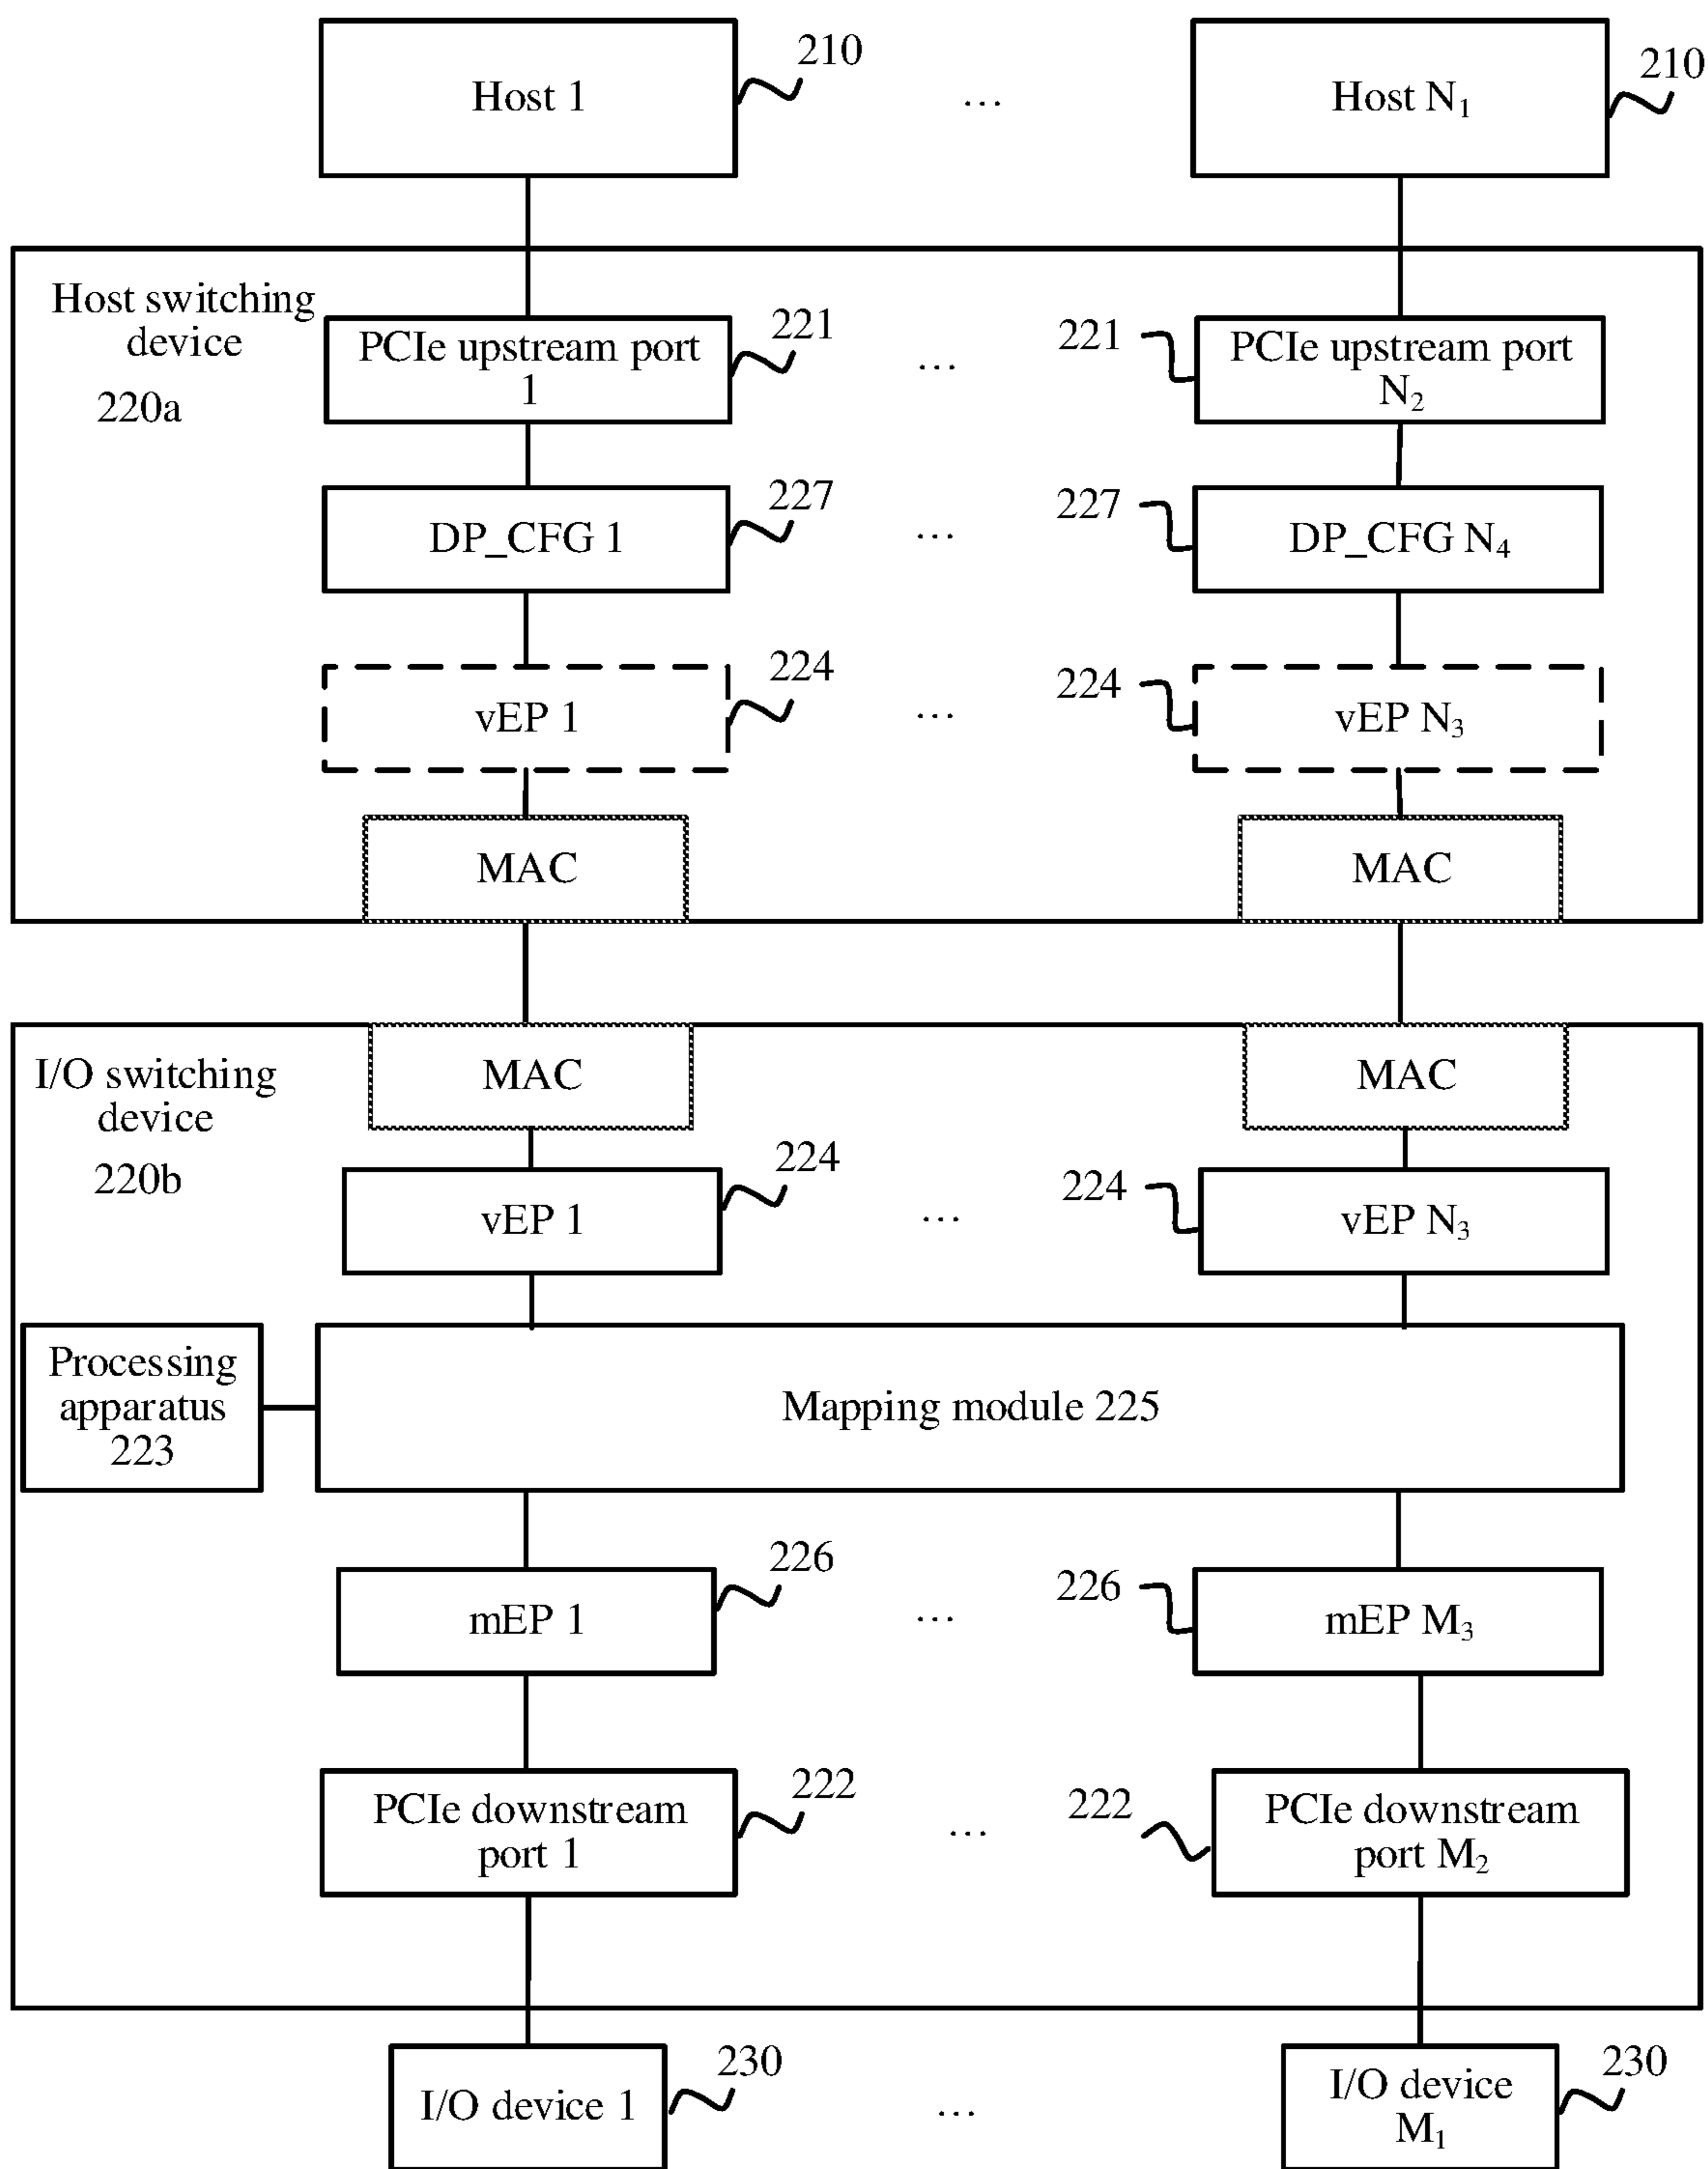 Host 1
210
...
Host N₁
210
Host switching
device
220a
PCIe upstream port
1
221
...
221
PCIe upstream port
N₂
DP_CFG 1
227
...
227
DP_CFG N₄
vEP 1
224
...
224
vEP N₃
MAC
MAC
I/O switching
device
220b
MAC
MAC
vEP 1
224
...
224
vEP N₃
Processing
apparatus
223
Mapping module 225
mEP 1
226
...
226
mEP M₃
PCIe downstream
port 1
222
...
222
PCIe downstream
port M₂
I/O device 1
230
...
I/O device
M₁
230